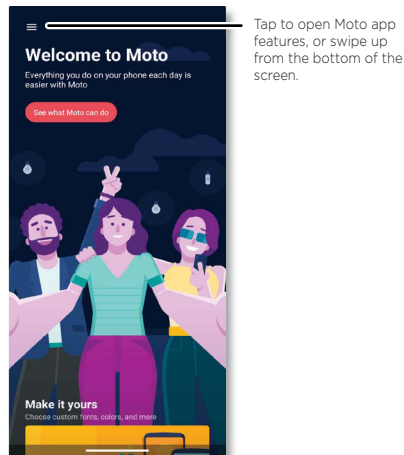 Welcome to Moto
Everything you do on your phone each day is
easier with Moto
See what Moto can do
Make it yours
Choose custom fonts, colors, and more
Tap to open Moto app
features, or swipe up
from the bottom of the
screen.